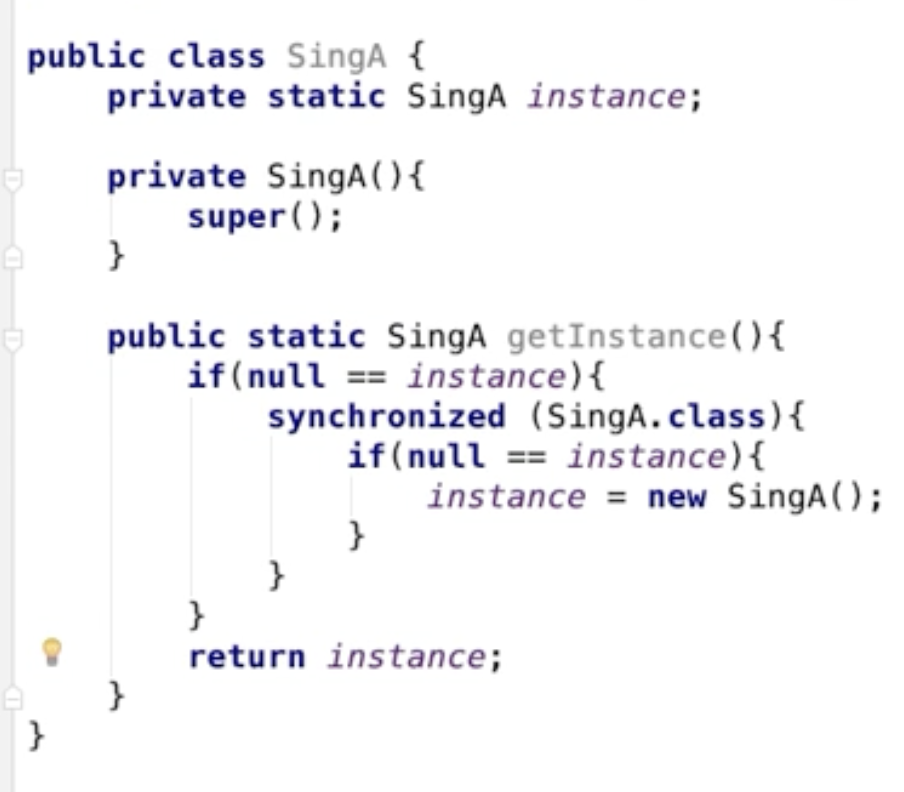 public class SingA {
    private static SingA instance;

    private SingA(){
        super();
    }

    public static SingA getInstance(){
        if(null == instance){
            synchronized (SingA.class){
                if(null == instance){
                    instance = new SingA();
                }
            }
        }
        return instance;
    }
}